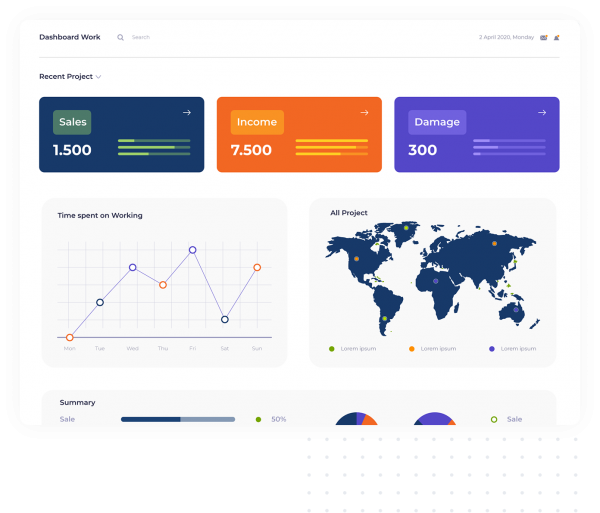 Dashboard Work
Search
2 April 2020, Monday
Recent Project
Sales
1.500
Income
7.500
Damage
300
Time spent on Working
Mon Tue Wed Thu Fri Sat Sun
All Project
Lorem ipsum Lorem ipsum Lorem ipsum
Summary
Sale 50% Sale